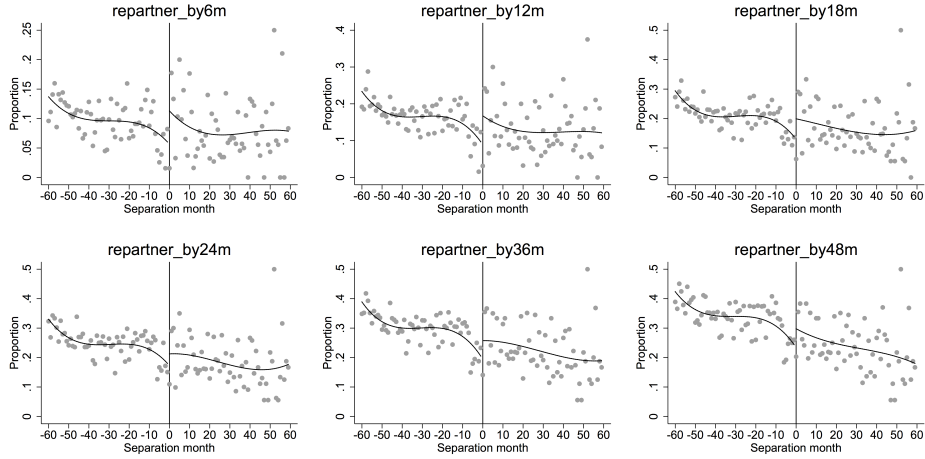 repartner_by6m
Proportion
0 .05 .1 .15 .2 .25
-60 -50 -40 -30 -20 -10 0 10 20 30 40 50 60
Separation month
repartner_by12m
Proportion
0 .1 .2 .3 .4
-60 -50 -40 -30 -20 -10 0 10 20 30 40 50 60
Separation month
repartner_by18m
Proportion
0 .1 .2 .3 .4 .5
-60 -50 -40 -30 -20 -10 0 10 20 30 40 50 60
Separation month
repartner_by24m
Proportion
0 .1 .2 .3 .4 .5
-60 -50 -40 -30 -20 -10 0 10 20 30 40 50 60
Separation month
repartner_by36m
Proportion
0 .1 .2 .3 .4 .5
-60 -50 -40 -30 -20 -10 0 10 20 30 40 50 60
Separation month
repartner_by48m
Proportion
0 .1 .2 .3 .4 .5
-60 -50 -40 -30 -20 -10 0 10 20 30 40 50 60
Separation month